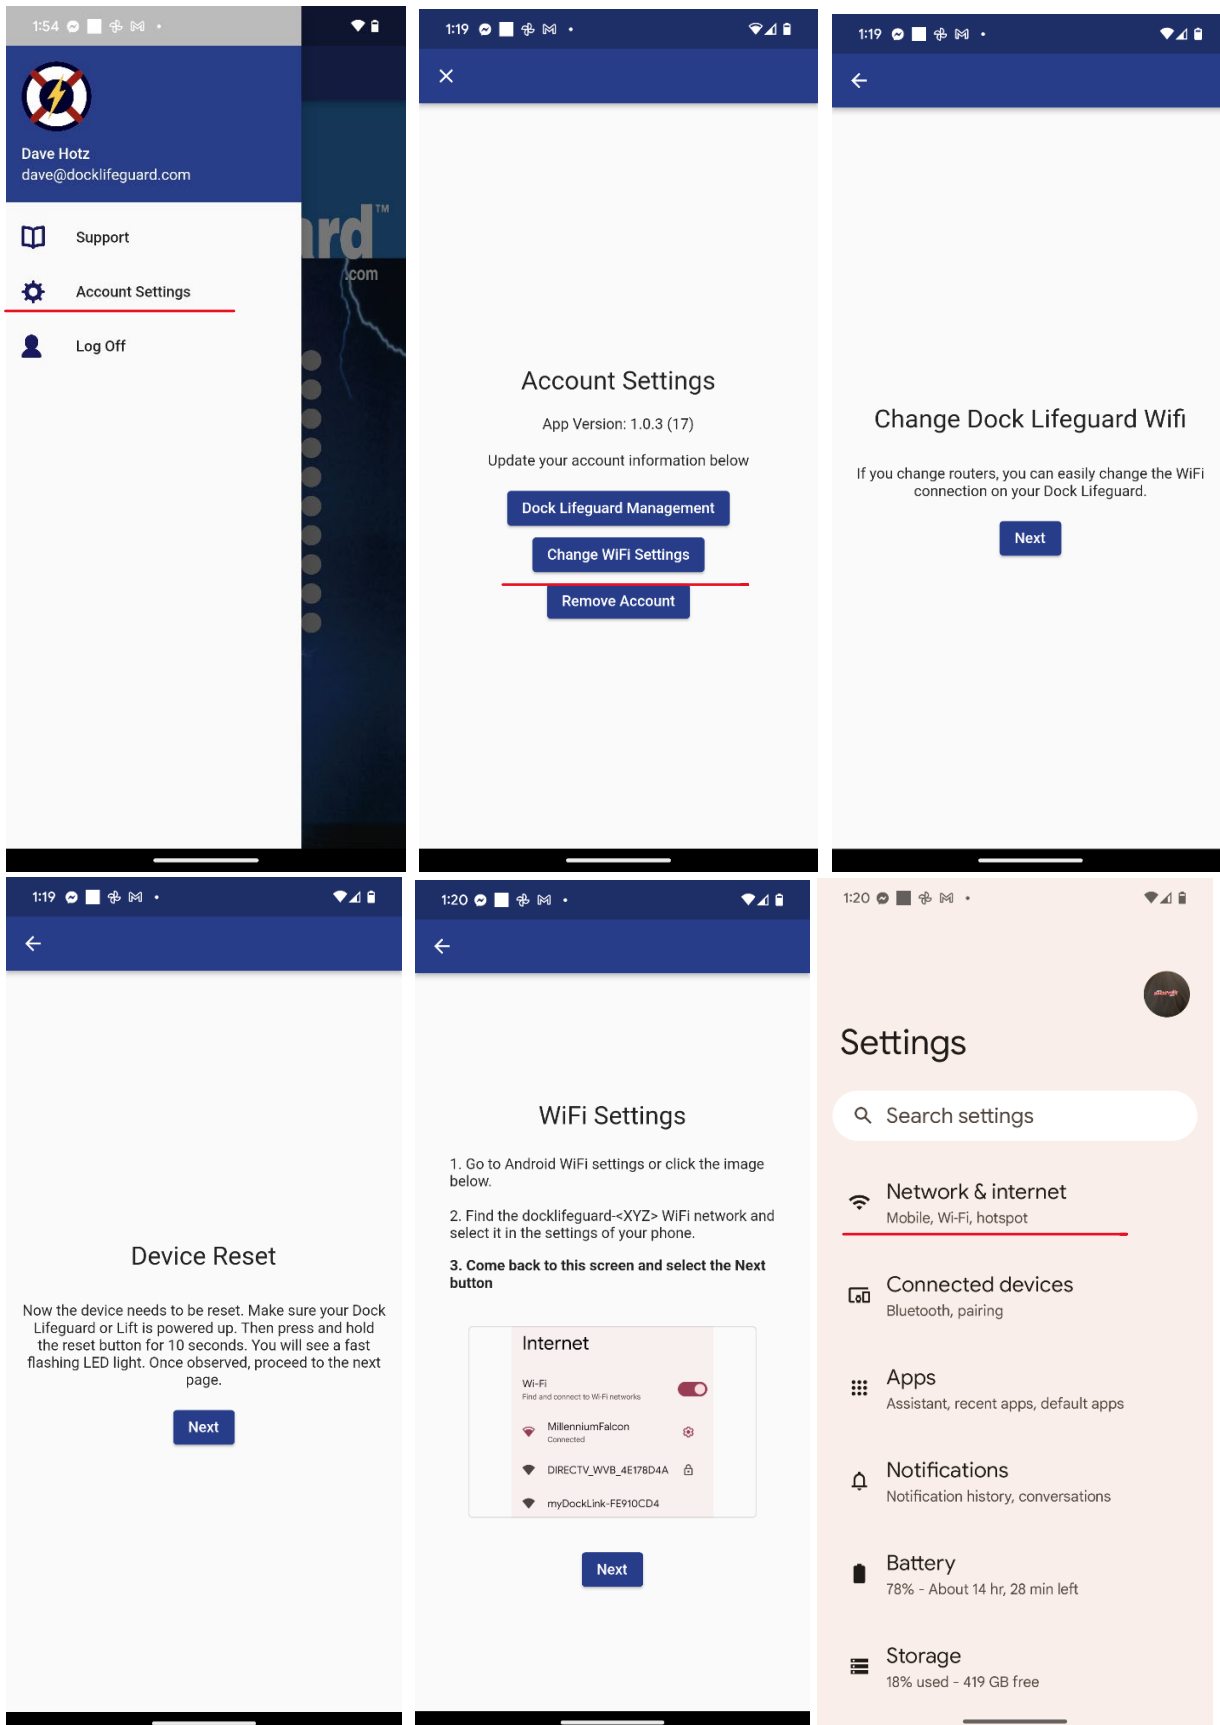 1:54
Dave Hotz
dave@docklifeguard.com
Support
Account Settings
Log Off
ard™
.com
1:19
Account Settings
App Version: 1.0.3 (17)
Update your account information below
Dock Lifeguard Management
Change WiFi Settings
Remove Account
1:19
Change Dock Lifeguard Wifi
If you change routers, you can easily change the WiFi
connection on your Dock Lifeguard.
Next
1:19
Device Reset
Now the device needs to be reset. Make sure your Dock
Lifeguard or Lift is powered up. Then press and hold
the reset button for 10 seconds. You will see a fast
flashing LED light. Once observed, proceed to the next
page.
Next
1:20
WiFi Settings
1. Go to Android WiFi settings or click the image
below.
2. Find the docklifeguard-<XYZ> WiFi network and
select it in the settings of your phone.
3. Come back to this screen and select the Next
button
Internet
Wi-Fi
Find and connect to Wi-Fi networks
MillenniumFalcon
Connected
DIRECTV_WVB_4E178D4A
myDockLink-FE910CD4
Next
1:20
Settings
Search settings
Network & internet
Mobile, Wi-Fi, hotspot
Connected devices
Bluetooth, pairing
Apps
Assistant, recent apps, default apps
Notifications
Notification history, conversations
Battery
78% - About 14 hr, 28 min left
Storage
18% used - 419 GB free